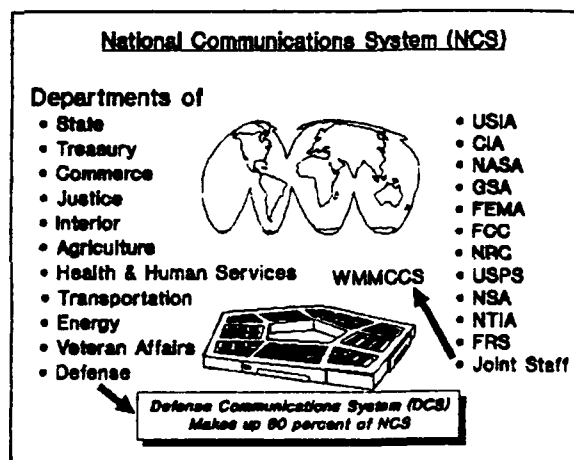 National Communications System (NCS)
Departments of
• State
• Treasury
• Commerce
• Justice
• Interior
• Agriculture
• Health & Human Services
• Transportation
• Energy
• Veteran Affairs
• Defense
• USIA
• CIA
• NASA
• GSA
• FEMA
• FCC
• NRC
• USPS
• NSA
• NTIA
• FRS
• Joint Staff
WMMCCS
Defense Communications System (DCS)
Makes up percent of NCS